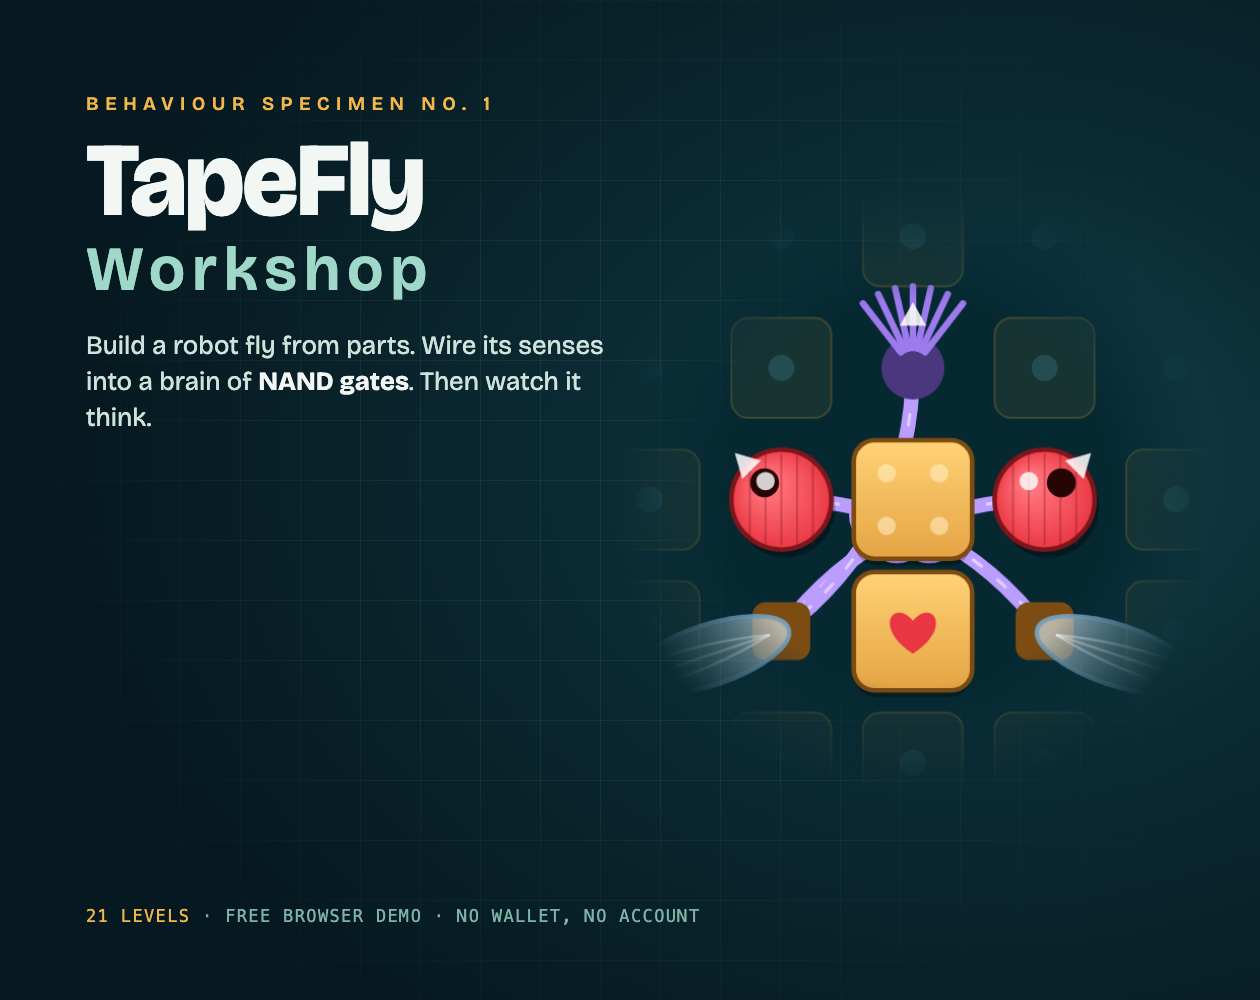 BEHAVIOUR SPECIMEN NO. 1
TapeFly
Workshop
Build a robot fly from parts. Wire its senses
into a brain of NAND gates. Then watch it
think.
21 LEVELS · FREE BROWSER DEMO · NO WALLET, NO ACCOUNT